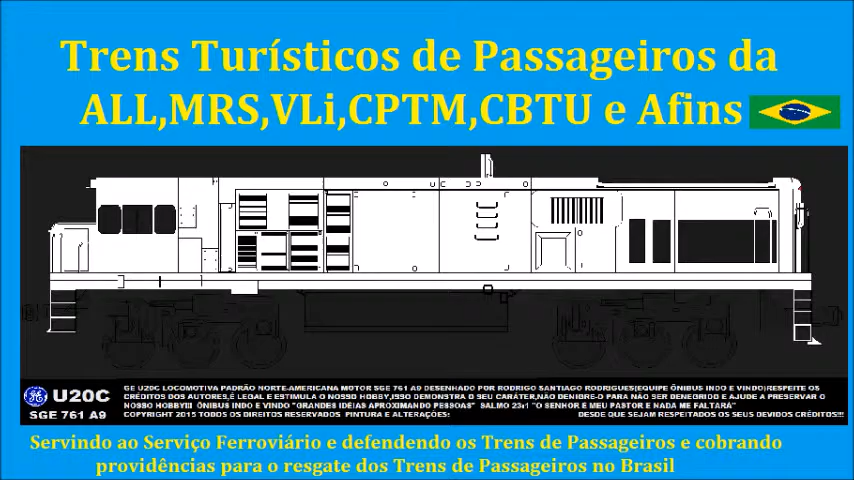 Trens Turísticos de Passageiros da
ALL,MRS,VLi,CPTM,CBTU e Afins
U20C
SGE 761 A9
GE U20C LOCOMOTIVA PADRÃO NORTE-AMERICANA MOTOR SGE 761 A9 DESENHADO POR RODRIGO SANTIAGO RODRIGUES(EQUIPE ÔNIBUS INDO E VINDO)RESPEITE OS
CRÉDITOS DOS AUTORES,É LEGAL E ESTIMULA O NOSSO HOBBY,ISSO DEMONSTRA O SEU CARÁTER,NÃO DENIGRE-O PARA NÃO SER DENEGRIDO E AJUDE A PRESERVAR O
NOSSO HOBBY!!! ÔNIBUS INDO E VINDO "GRANDES IDÉIAS APROXIMANDO PESSOAS" SALMO 23:1 "O SENHOR É MEU PASTOR E NADA ME FALTARÁ"
COPYRIGHT 2015 TODOS OS DIREITOS RESERVADOS PINTURA E ALTERAÇÕES: DESDE QUE SEJAM RESPEITADOS OS SEUS DEVIDOS CRÉDITOS!!!
Servindo ao Serviço Ferroviário e defendendo os Trens de Passageiros e cobrando
providências para o resgate dos Trens de Passageiros no Brasil